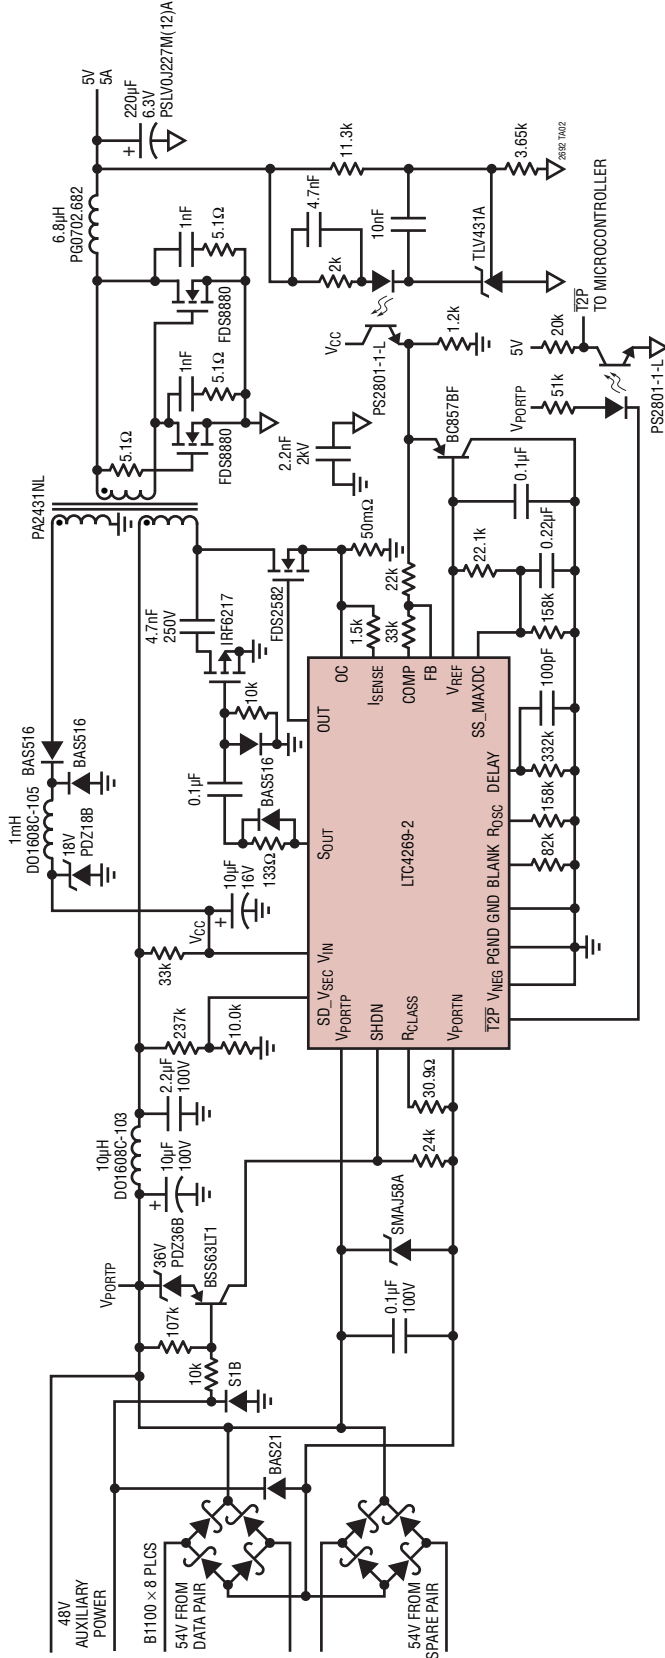 48V
AUXILIARY
POWER
B1100 × 8 PLCS
54V FROM
DATA PAIR
54V FROM
SPARE PAIR
BAS21
S1B
10k
107k
VPORTP
36V
PDZ36B
BSS63LT1
0.1µF
100V
SMAJ58A
24k
30.9Ω
10µH
DO1608C-103
+
10µF
100V
2.2µF
100V
237k
10.0k
33k
VCC
+
10µF
16V
1mH
DO1608C-105
18V
PDZ18B
BAS516
BAS516
133Ω
BAS516
0.1µF
10k
IRF6217
4.7nF
250V
FDS2582
PA2431NL
5.1Ω
FDS8880
1nF
5.1Ω
FDS8880
1nF
5.1Ω
6.8µH
PG0702.682
5V
5A
+
220µF
6.3V
PSLV0J227M(12)A
LTC4269-2
SD_VSEC
VIN
SOUT
OUT
VPORTP
SHDN
RCLASS
VPORTN
T2P
VNEG
PGND
GND
BLANK
ROSC
DELAY
OC
ISENSE
COMP
FB
VREF
SS_MAXDC
50mΩ
1.5k
33k
22k
22.1k
158k
0.22µF
0.1µF
82k
158k
332k
100pF
2.2nF
2kV
VCC
PS2801-1-L
1.2k
BC857BF
4.7nF
2k
10nF
11.3k
3.65k
TLV431A
2692 TA02
VPORTP
51k
5V
20k
T2P
TO MICROCONTROLLER
PS2801-1-L